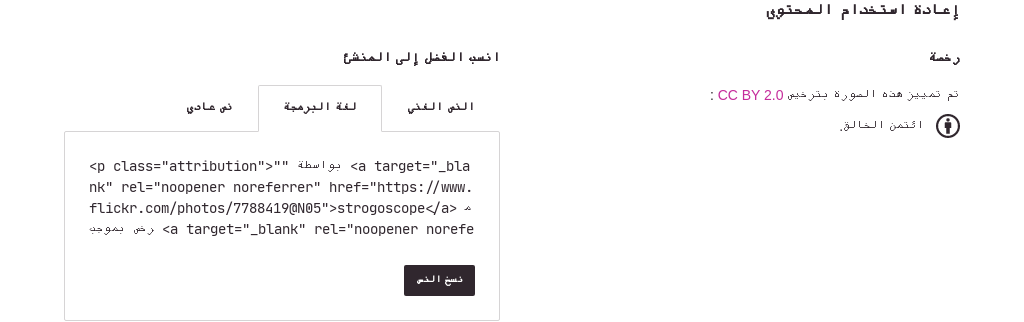 إعادة استخدام المحتوى
رخصة
تم تمييز هذه الصورة بترخيص CC BY 2.0 :
ائتمن الخالق.
انسب الفضل إلى المنشئ
النص الغني
لغة البرمجة
نص عادي
<p class="attribution">"" بواسطة <a target="_bla
nk" rel="noopener noreferrer" href="https://www.
flickr.com/photos/7788419@N05">strogoscope</a> م
رخص بموجب <a target="_blank" rel="noopener norefe
نسخ النص